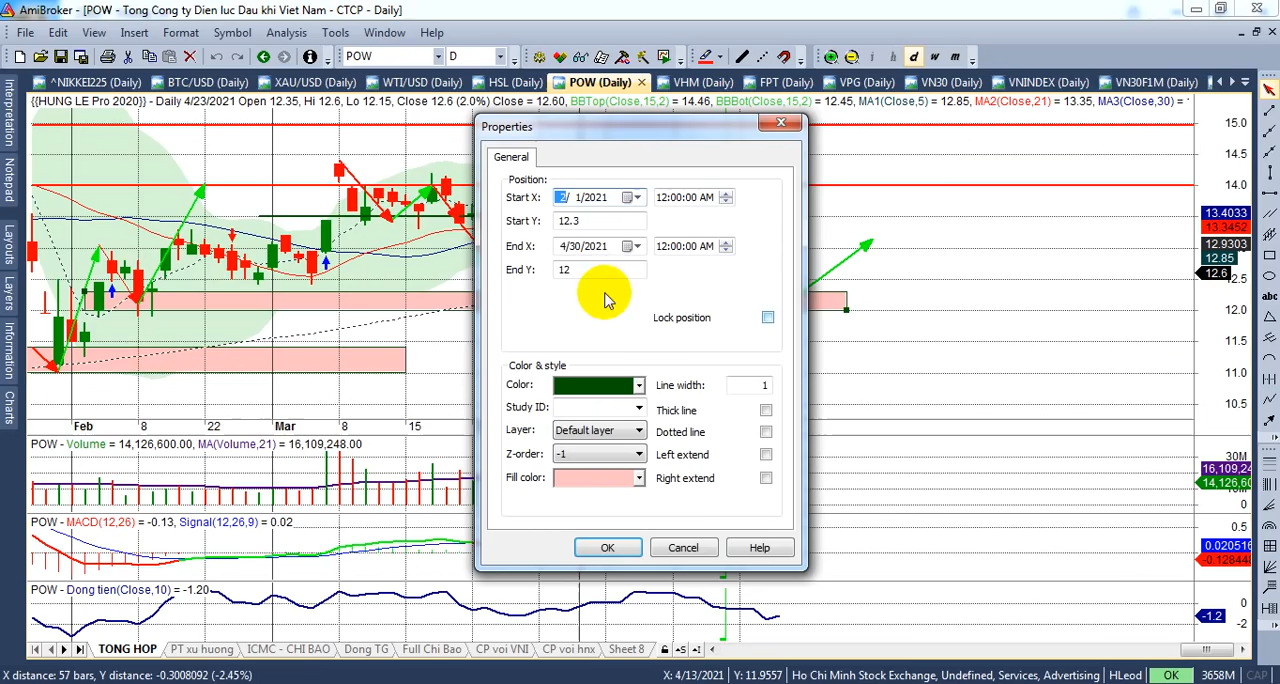 AmiBroker - [POW - Tong Cong ty Dien luc Dau khi Viet Nam - CTCP - Daily]
File Edit View Insert Format Symbol Analysis Tools Window Help
POW D i h d w m
^NIKKEI225 (Daily) BTC/USD (Daily) XAU/USD (Daily) WTI/USD (Daily) HSL (Daily) POW (Daily) VHM (Daily) FPT (Daily) VPG (Daily) VN30 (Daily) VNINDEX (Daily) VN30F1M (Daily)
{{HUNG LE Pro 2020}} - Daily 4/23/2021 Open 12.35, Hi 12.6, Lo 12.15, Close 12.6 (2.0%) Close = 12.60, BBTop(Close,15,2) = 14.46, BBBot(Close,15,2) = 12.45, MA1(Close,5) = 12.85, MA2(Close,21) = 13.35, MA3(Close,30) =
Interpretation
Notepad
Layouts
Layers
Information
Charts
Properties
General
Position:
Start X: 2/ 1/2021 12:00:00 AM
Start Y: 12.3
End X: 4/30/2021 12:00:00 AM
End Y: 12
Lock position
Color & style
Color: Line width: 1
Study ID: Thick line
Layer: Default layer Dotted line
Z-order: -1 Left extend
Fill color: Right extend
OK Cancel Help
15.0
14.5
14.0
13.4033
13.3452
12.9303
12.85
12.6
12.5
12.0
11.5
11.0
10.5
abc
Feb 8 22 Mar 8 15
POW - Volume = 14,126,600.00, MA(Volume,21) = 16,109,248.00
30M
16,109,24
14,126,60
POW - MACD(12,26) = -0.13, Signal(12,26,9) = 0.02
0.5
0.020516
-0.128448
POW - Dong tien(Close,10) = -1.20
0
-1.2
-2
TONG HOP PT xu huong ICMC - CHI BAO Dong TG Full Chi Bao CP voi VNI CP voi hnx Sheet 8
X distance: 57 bars, Y distance: -0.3008092 (-2.45%) X: 4/13/2021 Y: 11.9557 Ho Chi Minh Stock Exchange, Undefined, Services, Advertising HLeod OK 3658M CAP